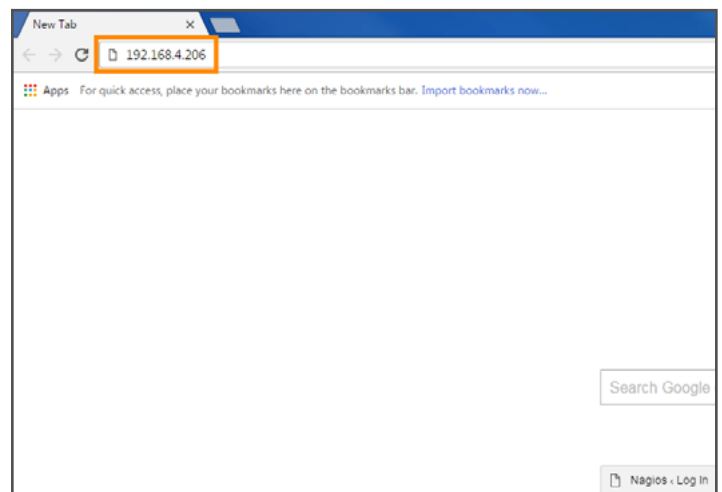 New Tab
192.168.4.206
Apps For quick access, place your bookmarks here on the bookmarks bar. Import bookmarks now...
Search Google
Nagios ‹ Log In